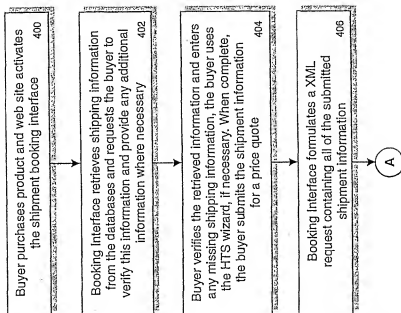 Buyer purchases product and web site activates
the shipment booking interface
400
Booking Interface retrieves shipping information
from the databases and requests the buyer to
verify this information and provide any additional
information where necessary
402
Buyer verifies the retrieved information and enters
any missing shipping information, the buyer uses
the HTS wizard, if necessary. When complete,
the buyer submits the shipment information
for a price quote
404
Booking Interface formulates a XML
request containing all of the submitted
shipment information
406
A